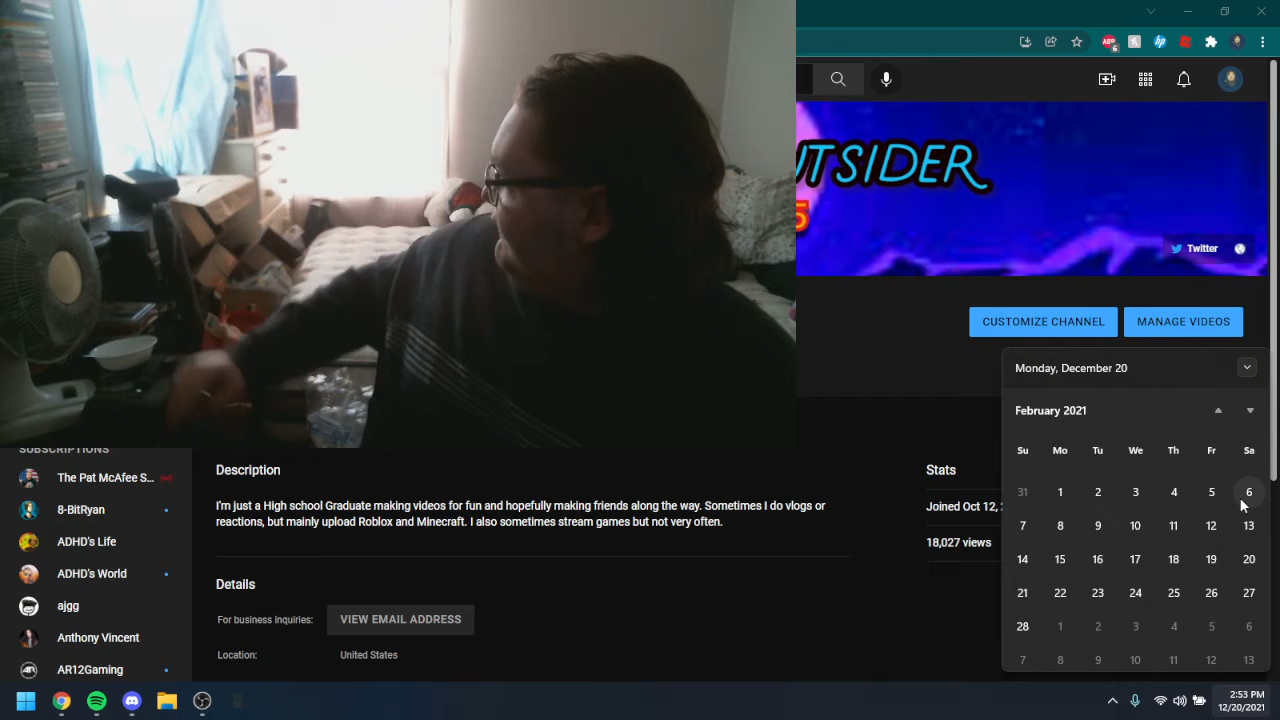 UTSIDER
5
Twitter
CUSTOMIZE CHANNEL
MANAGE VIDEOS
Monday, December 20
February 2021
Su Mo Tu We Th Fr Sa
31 1 2 3 4 5 6
7 8 9 10 11 12 13
14 15 16 17 18 19 20
21 22 23 24 25 26 27
28 1 2 3 4 5 6
7 8 9 10 11 12 13
SUBSCRIPTIONS
The Pat McAfee S...
8-BitRyan
ADHD's Life
ADHD's World
ajgg
Anthony Vincent
AR12Gaming
Description
I'm just a High school Graduate making videos for fun and hopefully making friends along the way. Sometimes I do vlogs or
reactions, but mainly upload Roblox and Minecraft. I also sometimes stream games but not very often.
Details
For business inquiries:
VIEW EMAIL ADDRESS
Location:
United States
Stats
Joined Oct 12,
18,027 views
2:53 PM
12/20/2021